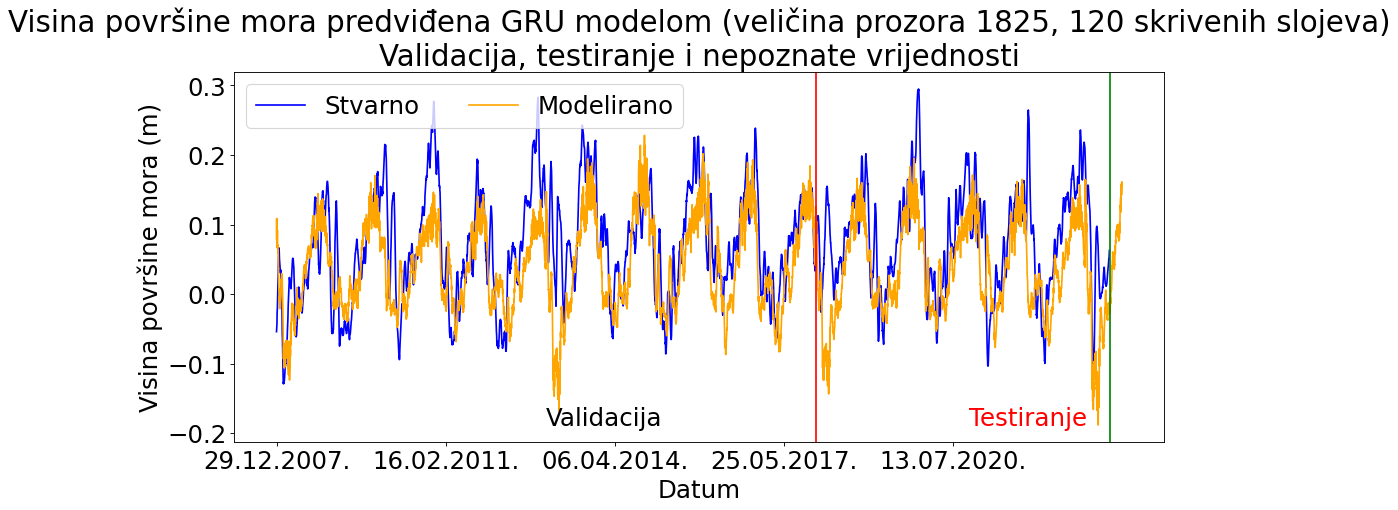 Visina površine mora predviđena GRU modelom (veličina prozora 1825, 120 skrivenih slojeva)
Validacija, testiranje i nepoznate vrijednosti
Stvarno
Modelirano
Visina površine mora (m)
0.3
0.2
0.1
0.0
−0.1
−0.2
Validacija
Testiranje
29.12.2007.
16.02.2011.
06.04.2014.
25.05.2017.
13.07.2020.
Datum